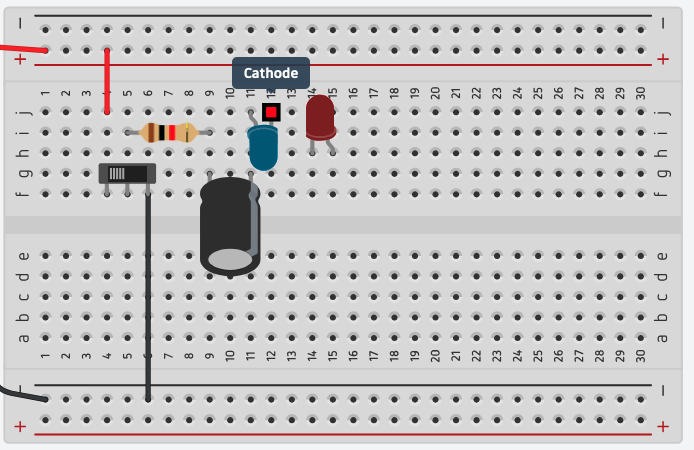 − −
+ +
Cathode
1 2 3 4 5 6 7 8 9 10 11 12 13 14 15 16 17 18 19 20 21 22 23 24 25 26 27 28 29 30
j j
i i
h h
g g
f f
e e
d d
c c
b b
a a
1 2 3 4 5 6 7 8 9 10 11 12 13 14 15 16 17 18 19 20 21 22 23 24 25 26 27 28 29 30
− −
+ +